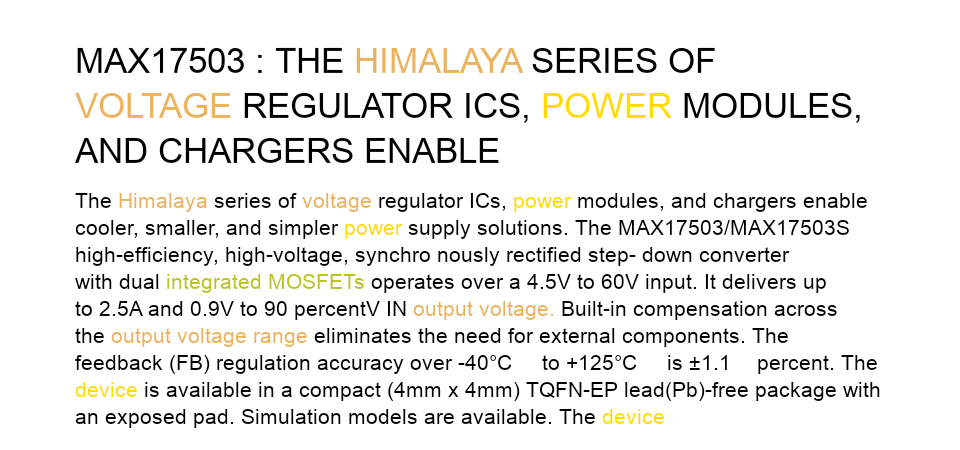 MAX17503 : THE HIMALAYA SERIES OF
VOLTAGE REGULATOR ICS, POWER MODULES,
AND CHARGERS ENABLE
The Himalaya series of voltage regulator ICs, power modules, and chargers enable
cooler, smaller, and simpler power supply solutions. The MAX17503/MAX17503S
high-efficiency, high-voltage, synchro nously rectified step- down converter
with dual integrated MOSFETs operates over a 4.5V to 60V input. It delivers up
to 2.5A and 0.9V to 90 percentV IN output voltage. Built-in compensation across
the output voltage range eliminates the need for external components. The
feedback (FB) regulation accuracy over -40°C to +125°C is ±1.1 percent. The
device is available in a compact (4mm x 4mm) TQFN-EP lead(Pb)-free package with
an exposed pad. Simulation models are available. The device